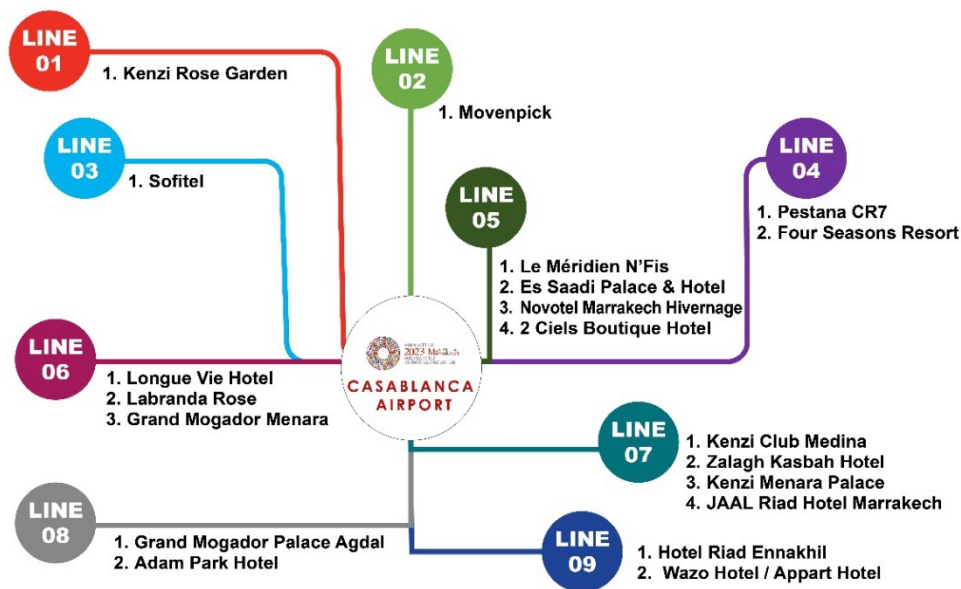 LINE
01
1. Kenzi Rose Garden
LINE
02
1. Movenpick
LINE
03
1. Sofitel
LINE
04
1. Pestana CR7
2. Four Seasons Resort
LINE
05
1. Le Méridien N'Fis
2. Es Saadi Palace & Hotel
3. Novotel Marrakech Hivernage
4. 2 Ciels Boutique Hotel
LINE
06
1. Longue Vie Hotel
2. Labranda Rose
3. Grand Mogador Menara
2023 Marrakech
CASABLANCA
AIRPORT
LINE
07
1. Kenzi Club Medina
2. Zalagh Kasbah Hotel
3. Kenzi Menara Palace
4. JAAL Riad Hotel Marrakech
LINE
08
1. Grand Mogador Palace Agdal
2. Adam Park Hotel
LINE
09
1. Hotel Riad Ennakhil
2. Wazo Hotel / Appart Hotel